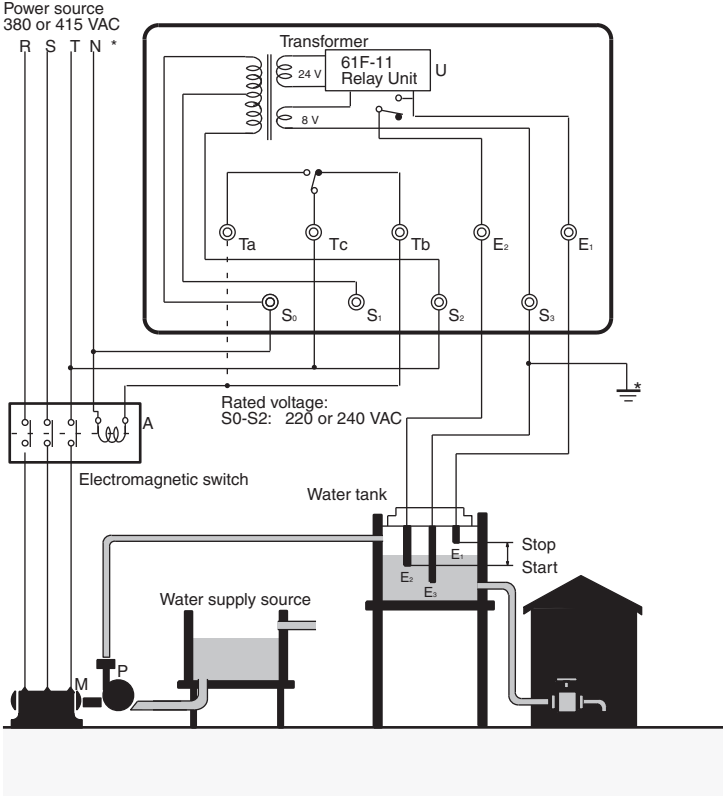 Power source
380 or 415 VAC
R S T N *
Transformer
61F-11
Relay Unit
U
24 V
8 V
Ta
Tc
Tb
E2
E1
S0
S1
S2
S3
*
Rated voltage:
S0-S2: 220 or 240 VAC
A
Electromagnetic switch
Water tank
E1
E2
E3
Stop
Start
Water supply source
P
M